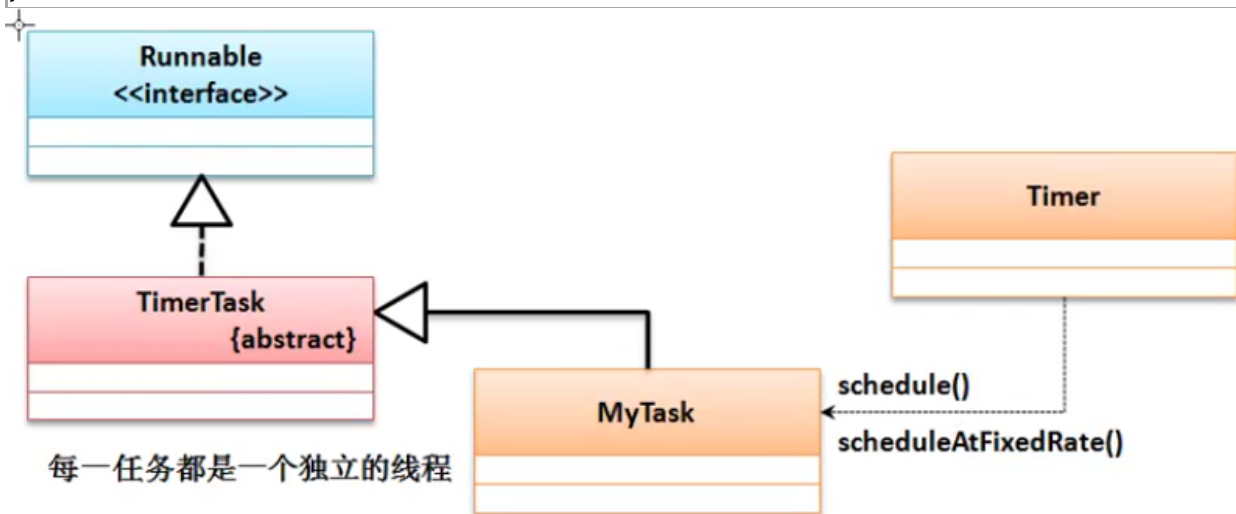 Runnable
<<interface>>
Timer
TimerTask
{abstract}
schedule()
MyTask
scheduleAtFixedRate()
每一任务都是一个独立的线程